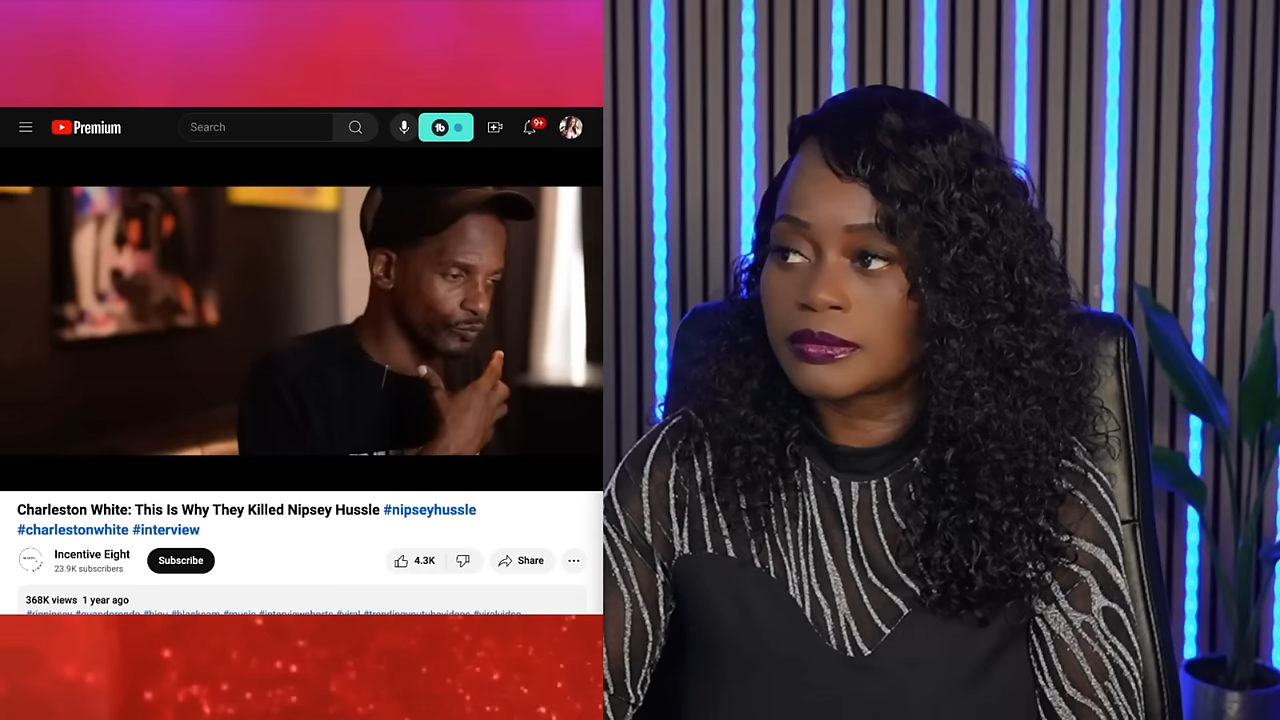 Premium
Search
9+
Charleston White: This Is Why They Killed Nipsey Hussle #nipseyhussle
#charlestonwhite #interview
Incentive Eight
23.9K subscribers
Subscribe
4.3K
Share
368K views 1 year ago